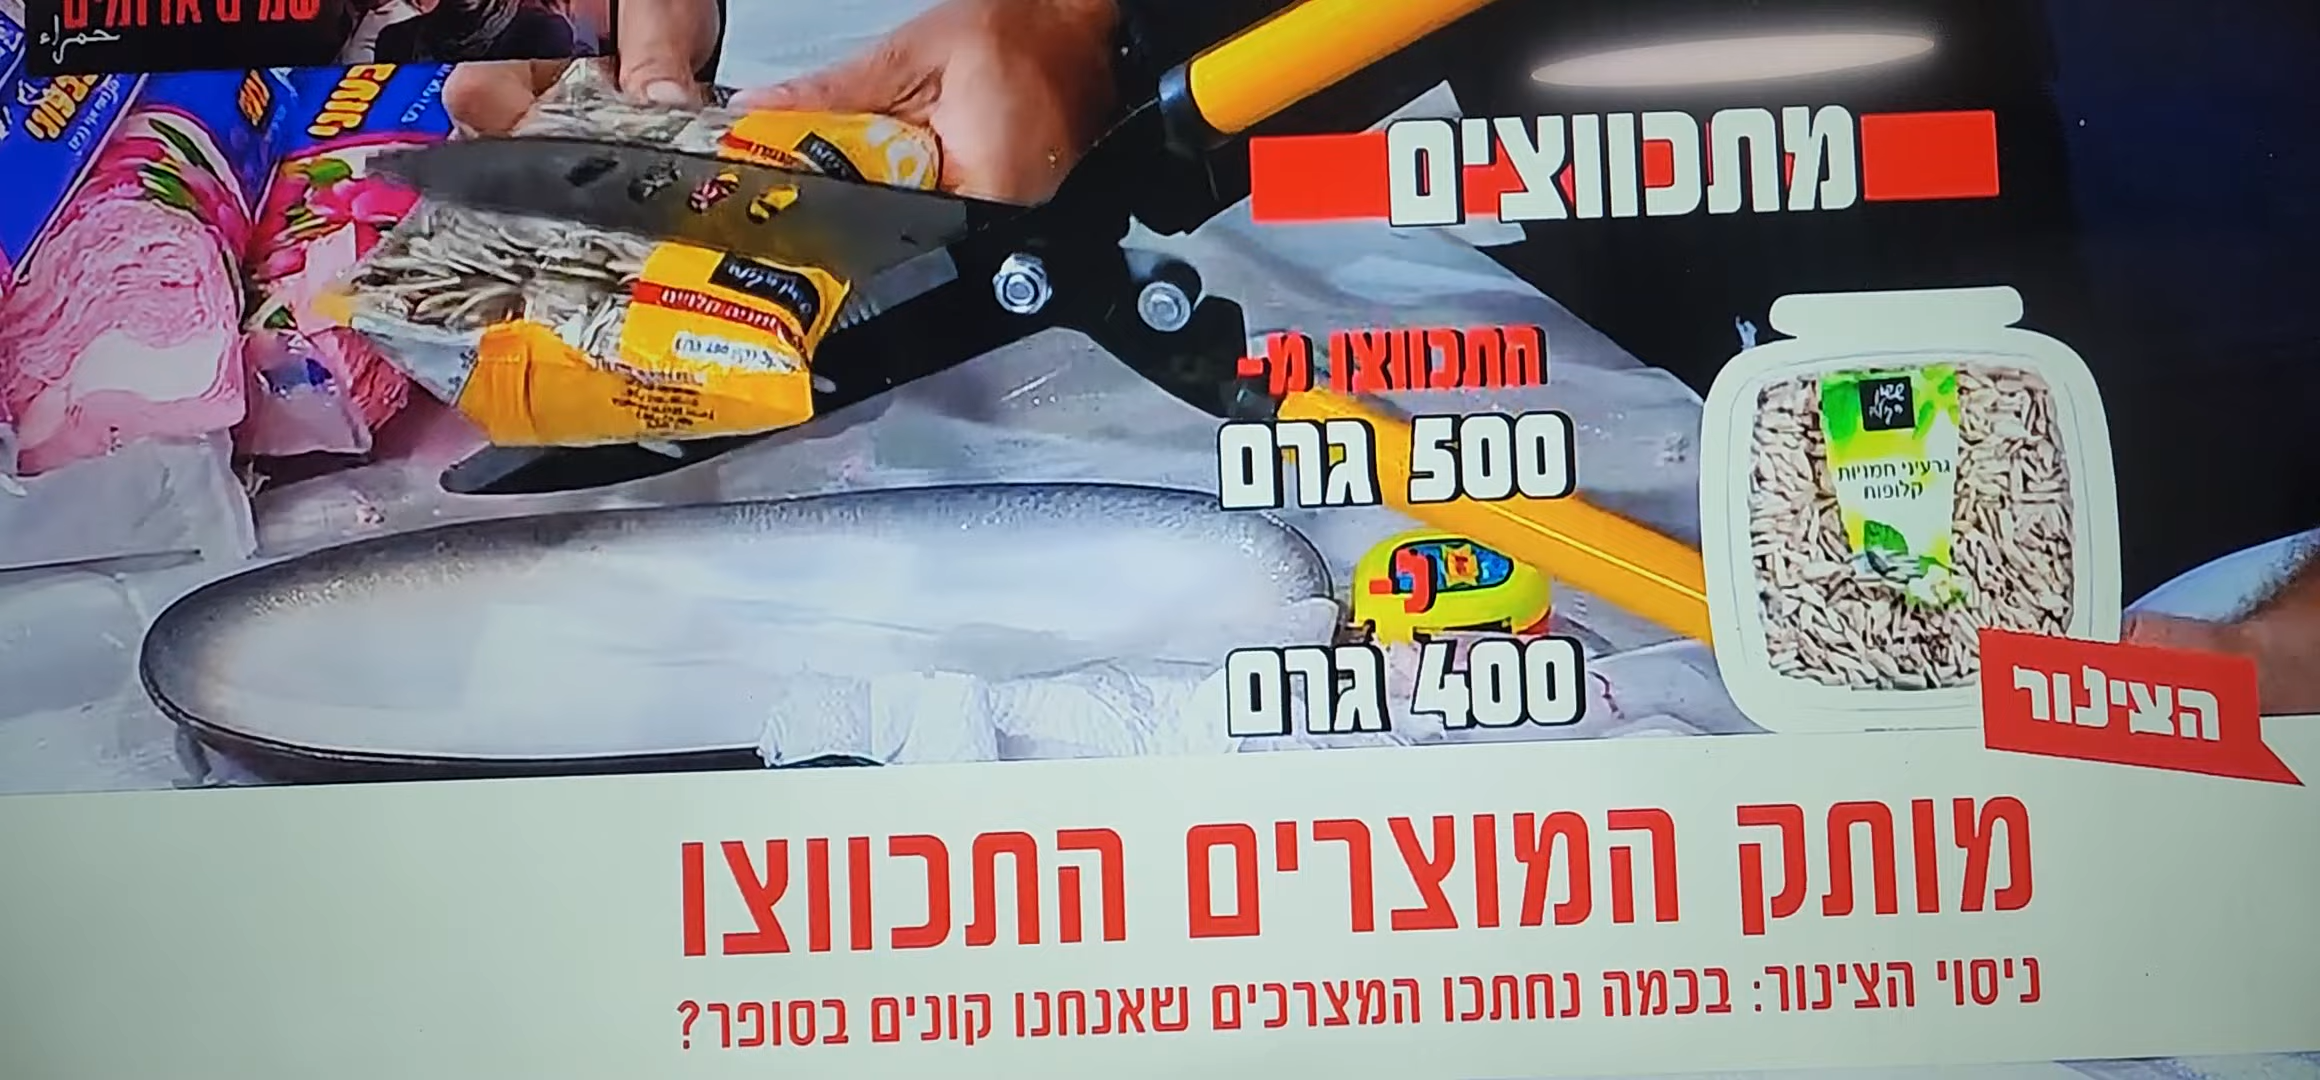 حمراء
מתכווצים
התכווצו מ-
500 גרם
ל-
400 גרם
גרעיני חמניות
קלופות
הצינור
מותק המוצרים התכווצו
ניסוי הצינור: בכמה נחתכו המצרכים שאנחנו קונים בסופר?